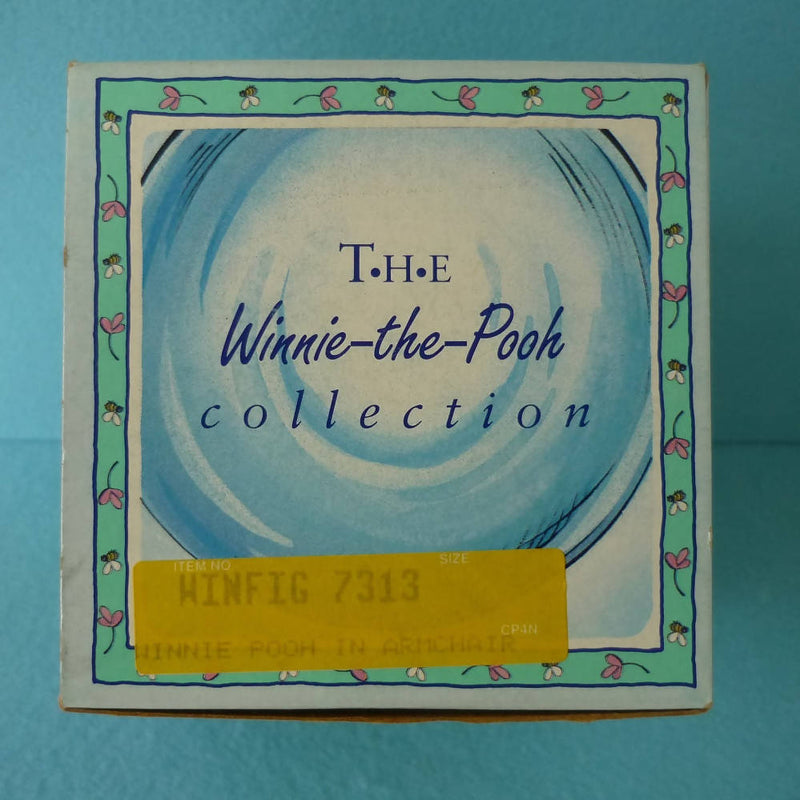 T•H•E
Winnie-the-Pooh
collection
ITEM NO SIZE
WINFIG 7313
CP4N
WINNIE POOH IN ARMCHAIR